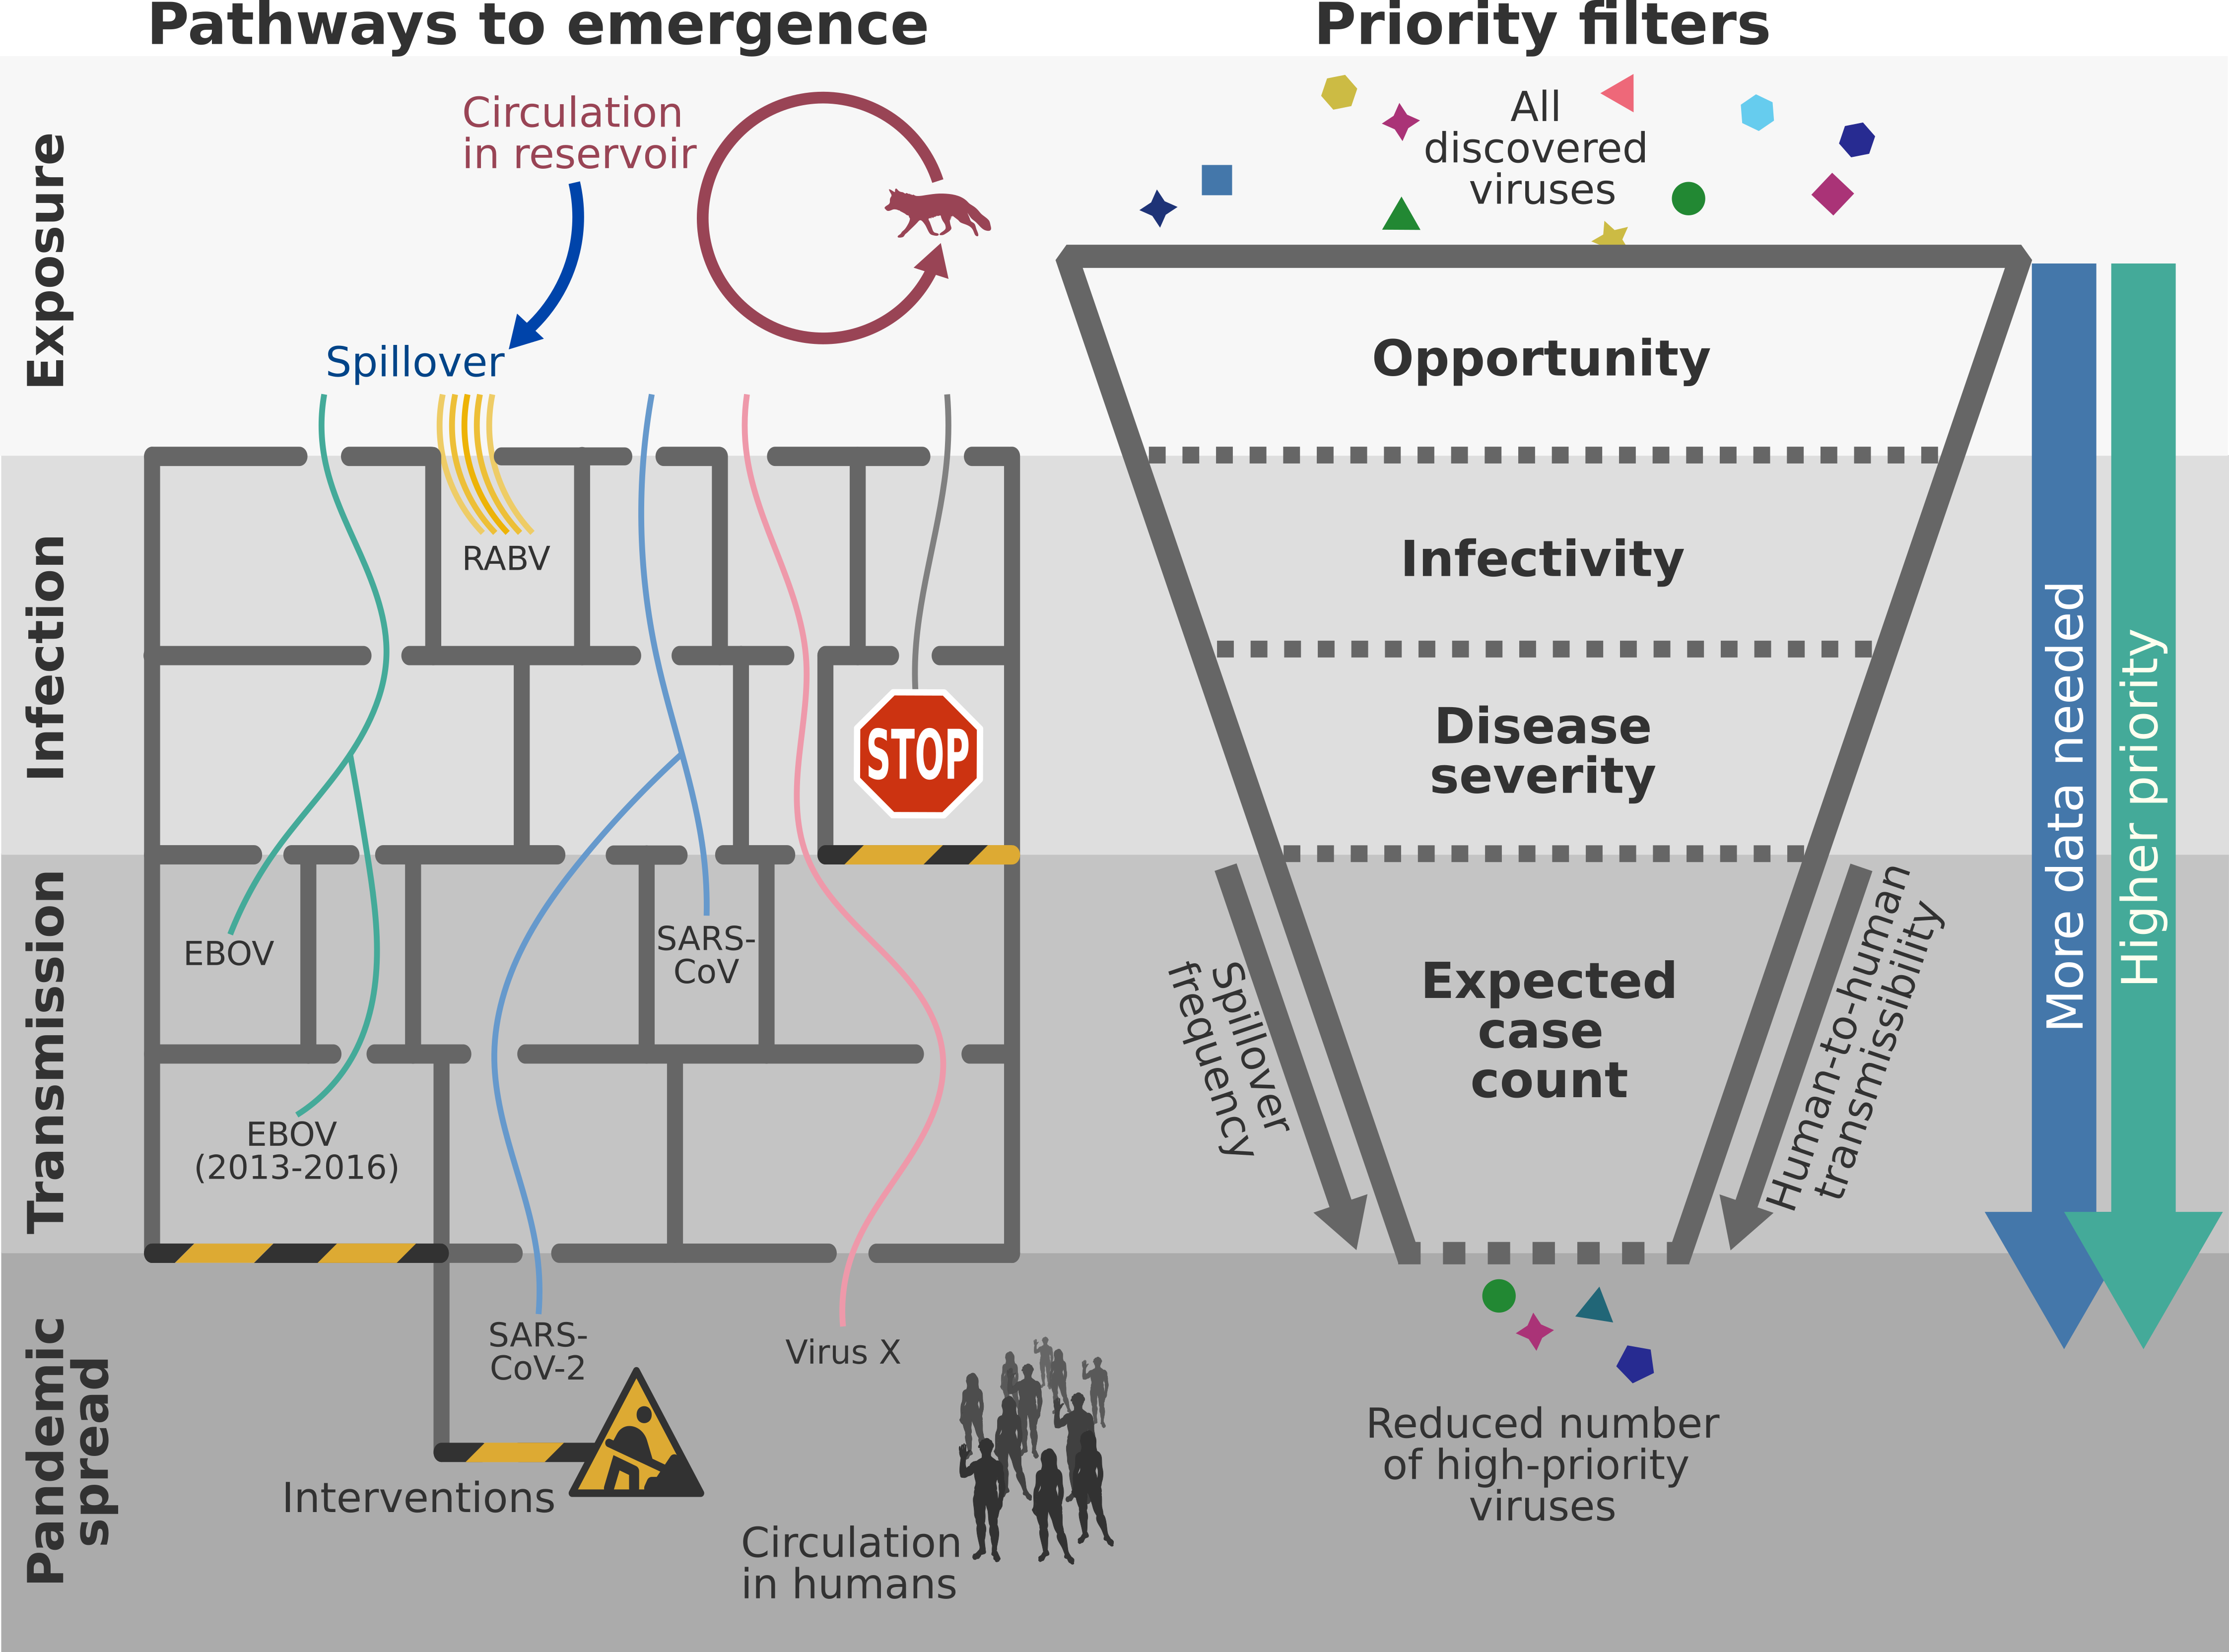 Pathways to emergence
Priority filters
Exposure
Circulation
in reservoir
Spillover
All
discovered
viruses
Opportunity
Infection
RABV
STOP
Infectivity
Disease
severity
Transmission
EBOV
SARS-
CoV
EBOV
(2013-2016)
Spillover
frequency
Expected
case
count
Human-to-human
transmissibility
More data needed
Higher priority
Pandemic
spread
SARS-
CoV-2
Virus X
Interventions
Circulation
in humans
Reduced number
of high-priority
viruses